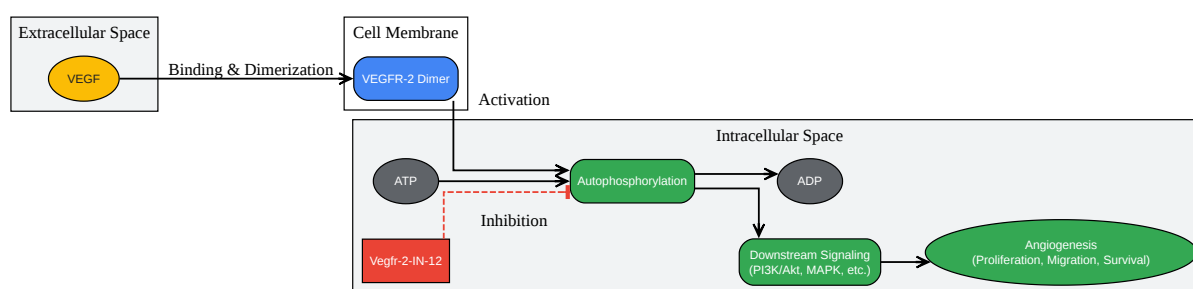 Extracellular Space
Cell Membrane
VEGF
Binding & Dimerization
VEGFR-2 Dimer
Activation
Intracellular Space
ATP
Autophosphorylation
ADP
Inhibition
Vegfr-2-IN-12
Downstream Signaling
(PI3K/Akt, MAPK, etc.)
Angiogenesis
(Proliferation, Migration, Survival)